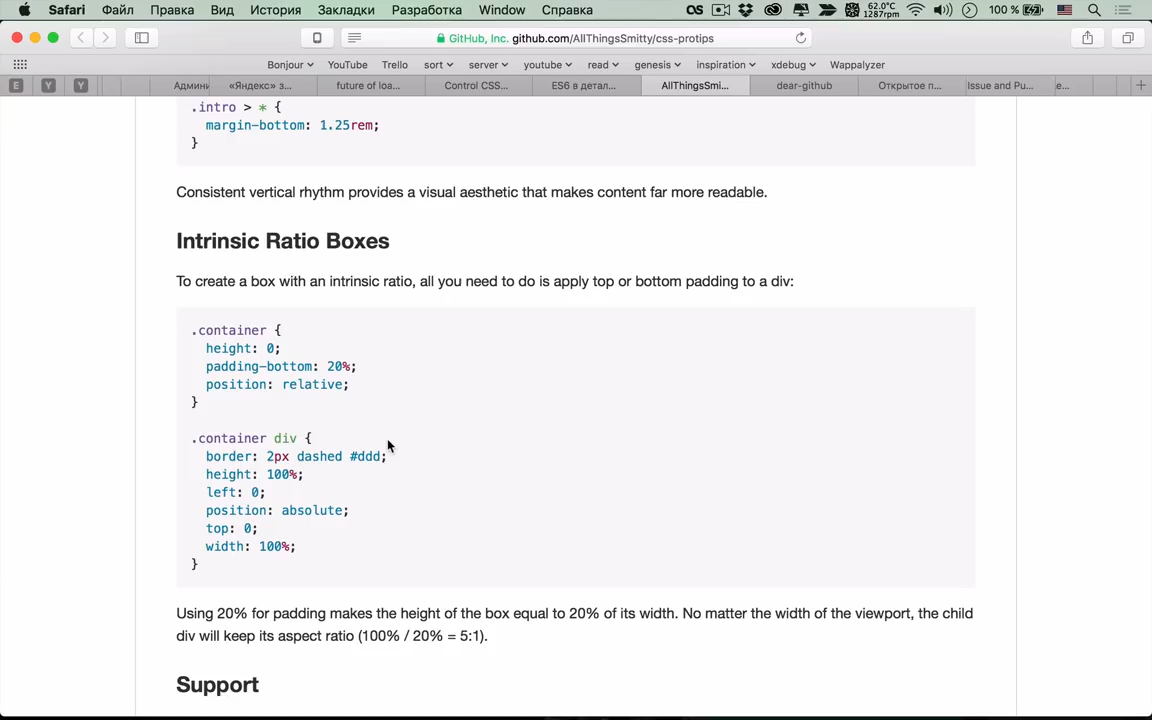 Safari Файл Правка Вид История Закладки Разработка Window Справка 62.0°C 1287rpm 100 %
GitHub, Inc. github.com/AllThingsSmitty/css-protips
Bonjour YouTube Trello sort server youtube read genesis inspiration xdebug Wappalyzer
E Y Y Админи «Яндекс» з... future of loa... Control CSS... ES6 в детал... AllThingsSmi... dear-github Открытое п... Issue and Pu... е...
.intro > * {
margin-bottom: 1.25rem;
}
Consistent vertical rhythm provides a visual aesthetic that makes content far more readable.
Intrinsic Ratio Boxes
To create a box with an intrinsic ratio, all you need to do is apply top or bottom padding to a div:
.container {
height: 0;
padding-bottom: 20%;
position: relative;
}
.container div {
border: 2px dashed #ddd;
height: 100%;
left: 0;
position: absolute;
top: 0;
width: 100%;
}
Using 20% for padding makes the height of the box equal to 20% of its width. No matter the width of the viewport, the child
div will keep its aspect ratio (100% / 20% = 5:1).
Support